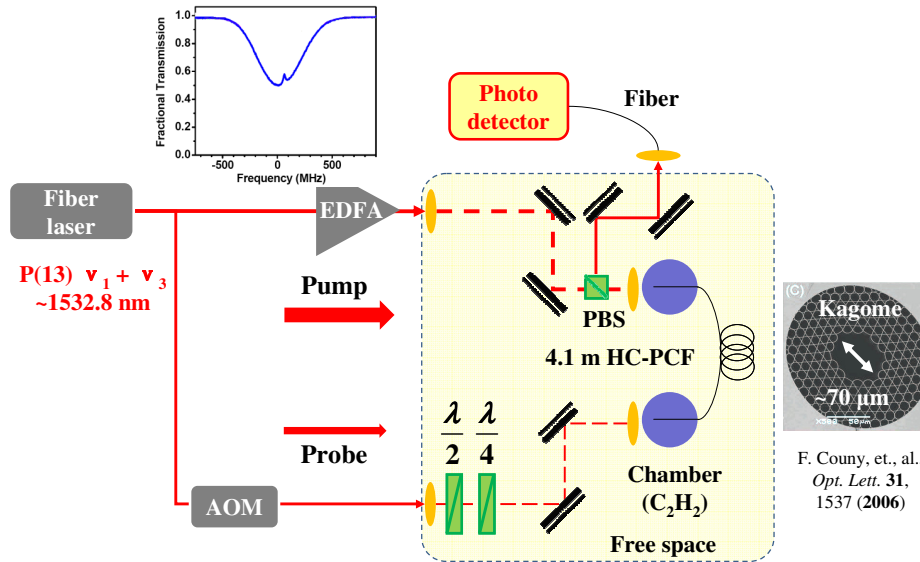 Fractional Transmission
1.0
0.8
0.6
0.4
0.2
0.0
-500
0
500
Frequency (MHz)
Photo
detector
Fiber
Fiber
laser
EDFA
P(13) ν₁ + ν₃
~1532.8 nm
Pump
PBS
4.1 m HC-PCF
(C)
Kagome
~70 μm
X500 50μm
λ/2 λ/4
Probe
Chamber
(C₂H₂)
F. Couny, et., al.
Opt. Lett. 31,
1537 (2006)
AOM
Free space